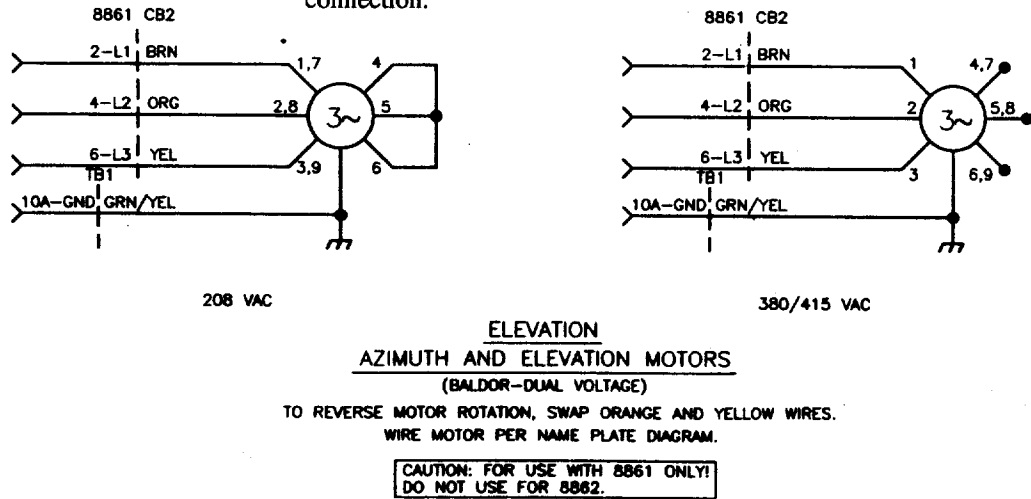 connection.
8861 CB2
2-L1 BRN
1,7
4
4-L2 ORG
2,8
3~
5
6-L3 YEL
3,9
6
TB1
10A-GND GRN/YEL
208 VAC
8861 CB2
2-L1 BRN
1
4,7
4-L2 ORG
2
3~
5,8
6-L3 YEL
3
6,9
TB1
10A-GND GRN/YEL
380/415 VAC
ELEVATION
AZIMUTH AND ELEVATION MOTORS
(BALDOR-DUAL VOLTAGE)
TO REVERSE MOTOR ROTATION, SWAP ORANGE AND YELLOW WIRES.
WIRE MOTOR PER NAME PLATE DIAGRAM.
CAUTION: FOR USE WITH 8861 ONLY!
DO NOT USE FOR 8862.